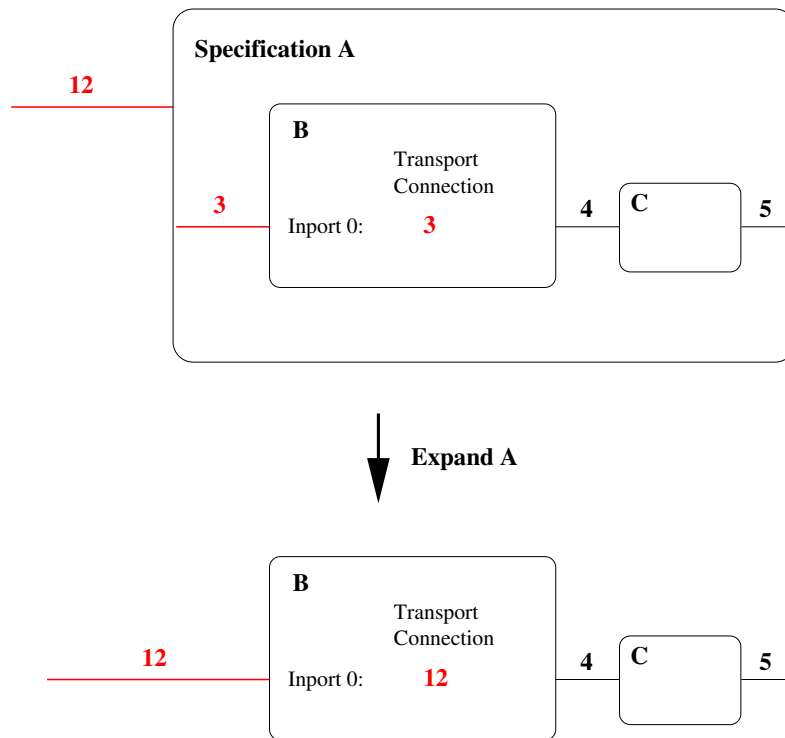 Specification A
12
B
Transport
Connection
3
Inport 0:
3
4
C
5
Expand A
B
Transport
Connection
12
Inport 0:
12
4
C
5